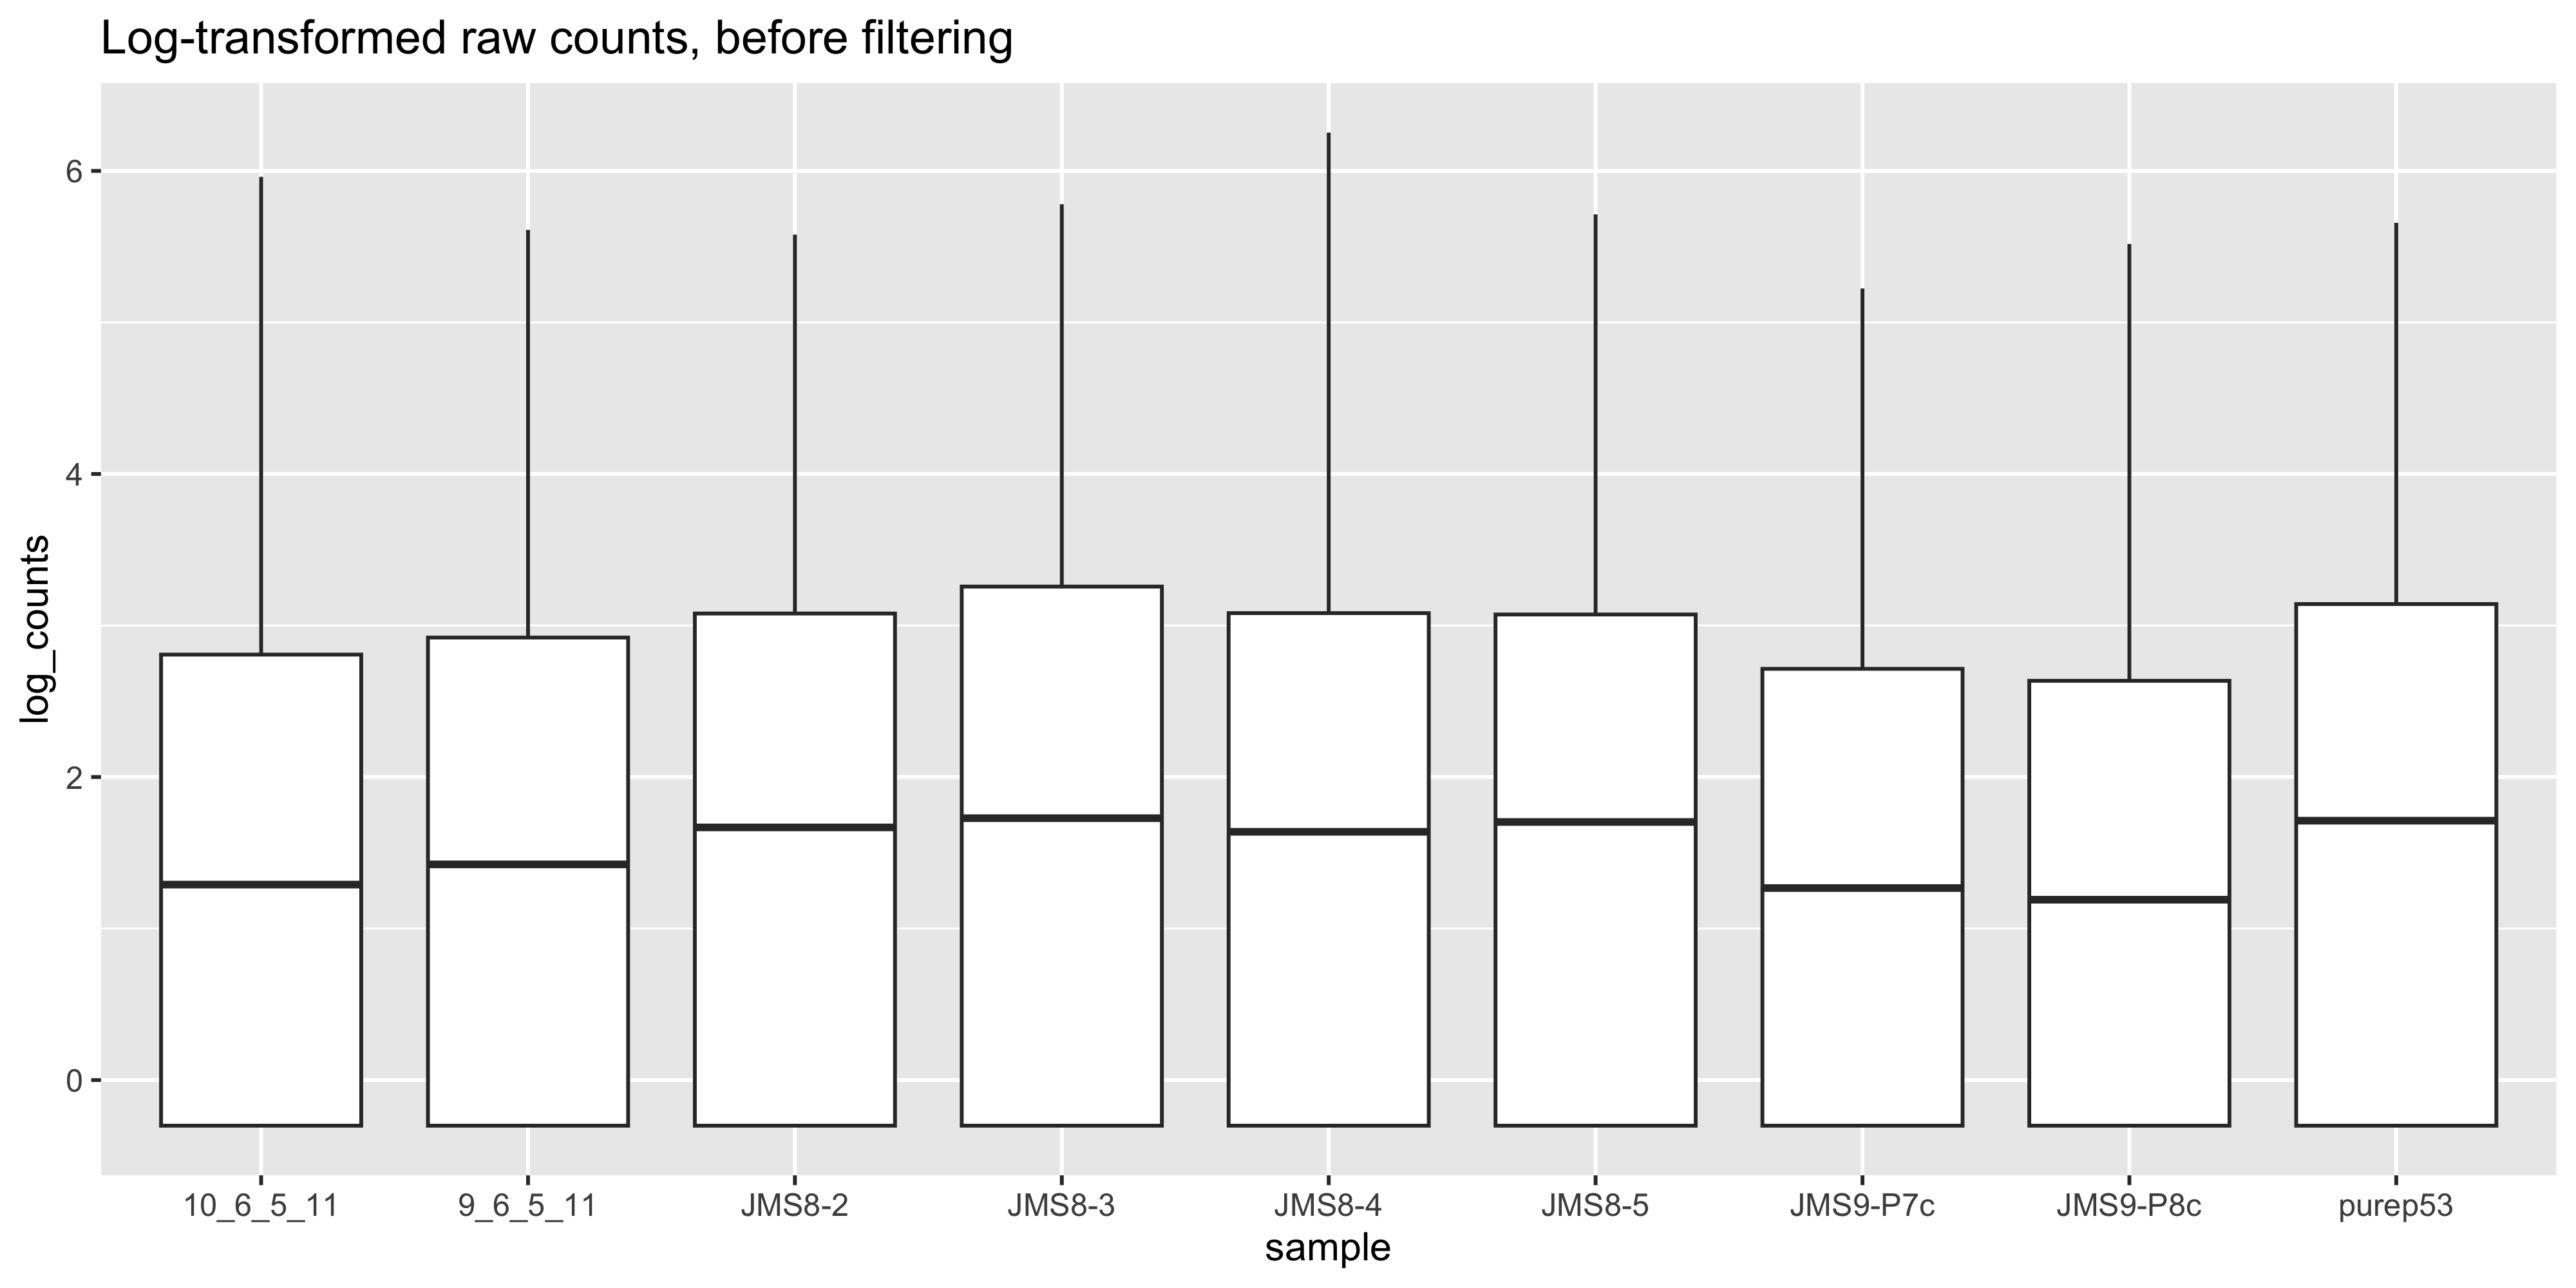 Log-transformed raw counts, before filtering
6
4
2
0
log_counts
10_6_5_11 9_6_5_11 JMS8-2 JMS8-3 JMS8-4 JMS8-5 JMS9-P7c JMS9-P8c purep53
sample